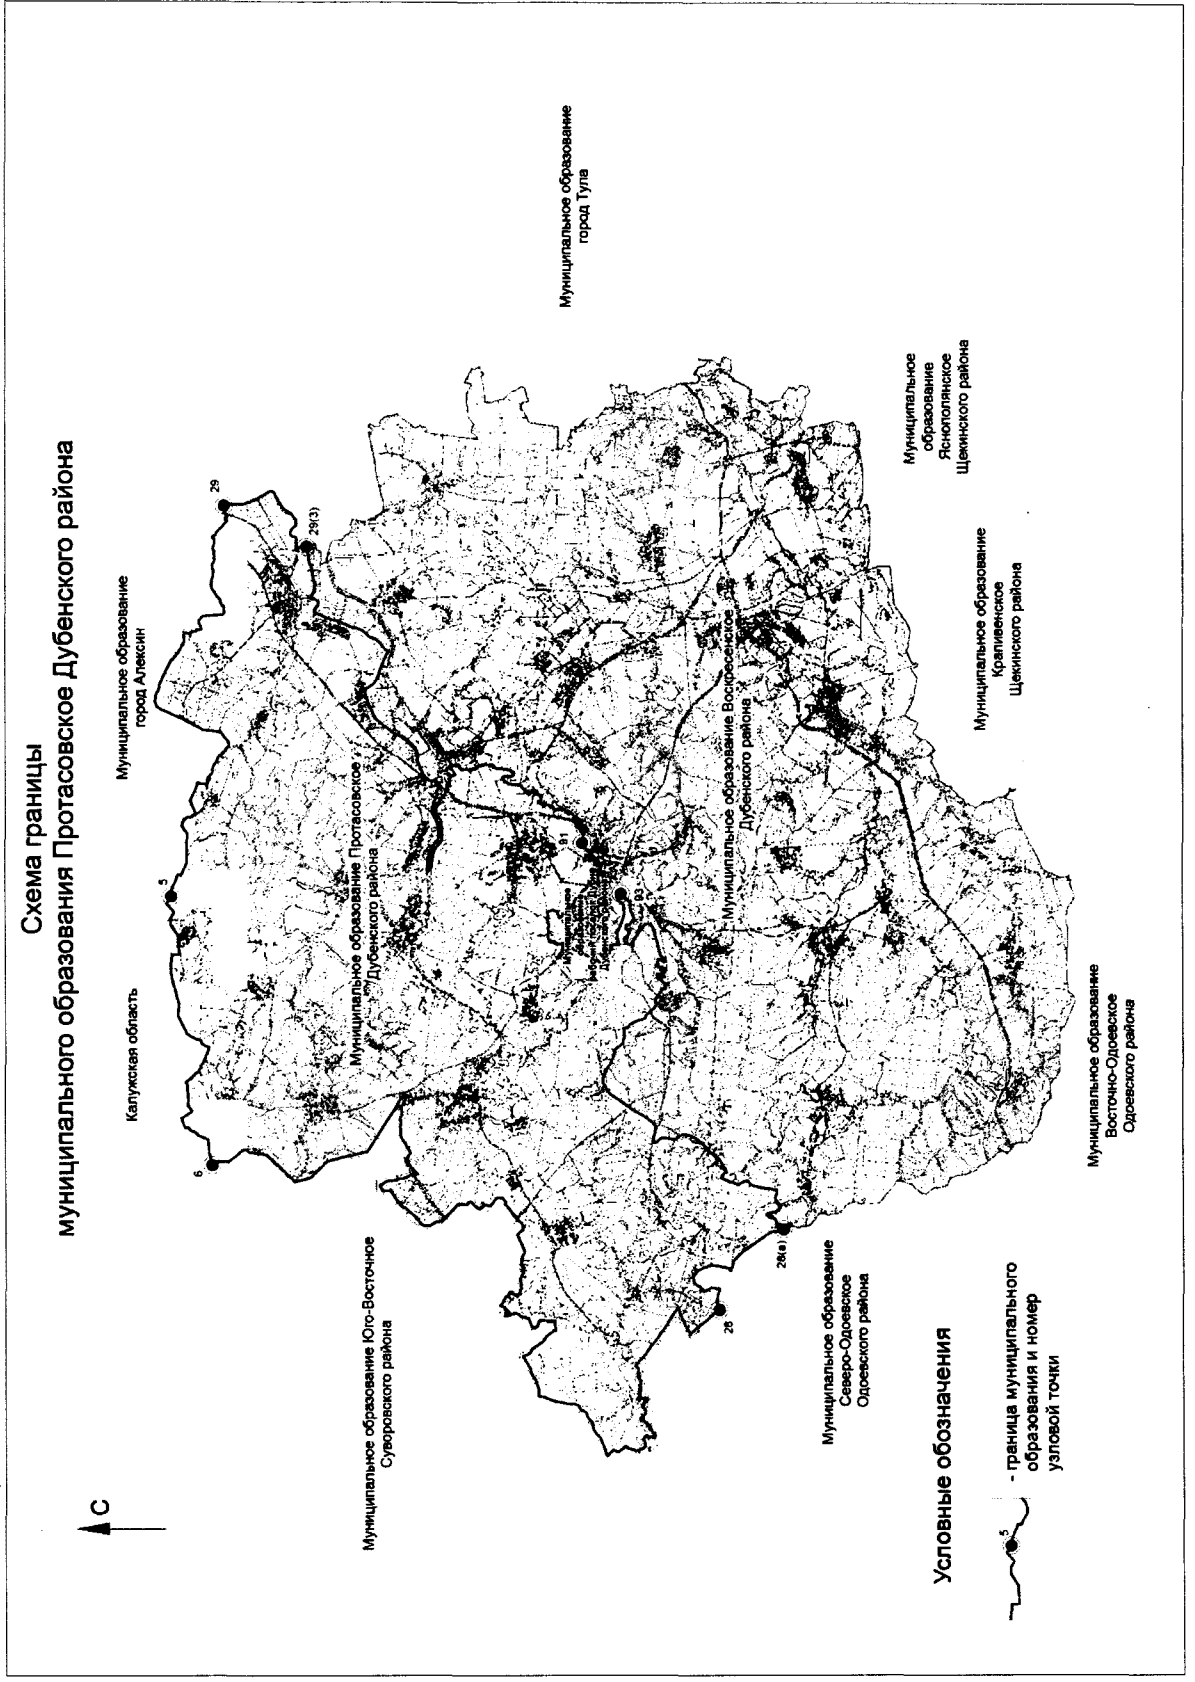 Схема границы
муниципального образования Протасовское Дубенского района
С
Калужская область
Муниципальное образование
город Алексин
6
5
29
29(3)
Муниципальное образование Юго-Восточное
Суворовского района
Муниципальное образование Протасовское
Дубенского района
Муниципальное образование
город Тула
91
93
Муниципальное образование Воскресенское
Дубенского района
28
28(а)
Муниципальное образование
Северо-Одоевское
Одоевского района
Муниципальное
образование
Яснополянское
Щекинского района
Муниципальное образование
Крапивенское
Щекинского района
Муниципальное образование
Восточно-Одоевское
Одоевского района
Условные обозначения
5
- граница муниципального
образования и номер
узловой точки